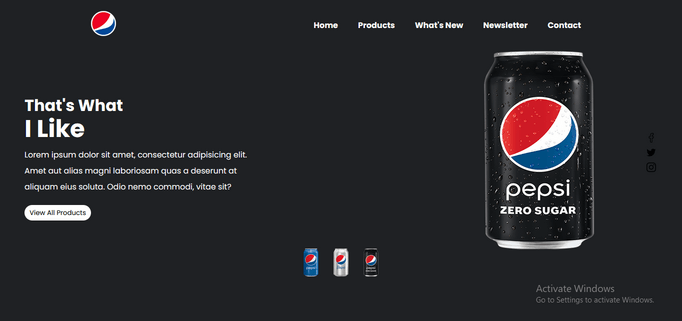 Home Products What's New Newsletter Contact
That's What
I Like
Lorem ipsum dolor sit amet, consectetur adipisicing elit.
Amet aut alias magni laboriosam quas a deserunt at
aliquam eius soluta. Odio nemo commodi, vitae sit?
View All Products
pepsi
ZERO SUGAR
Activate Windows
Go to Settings to activate Windows.